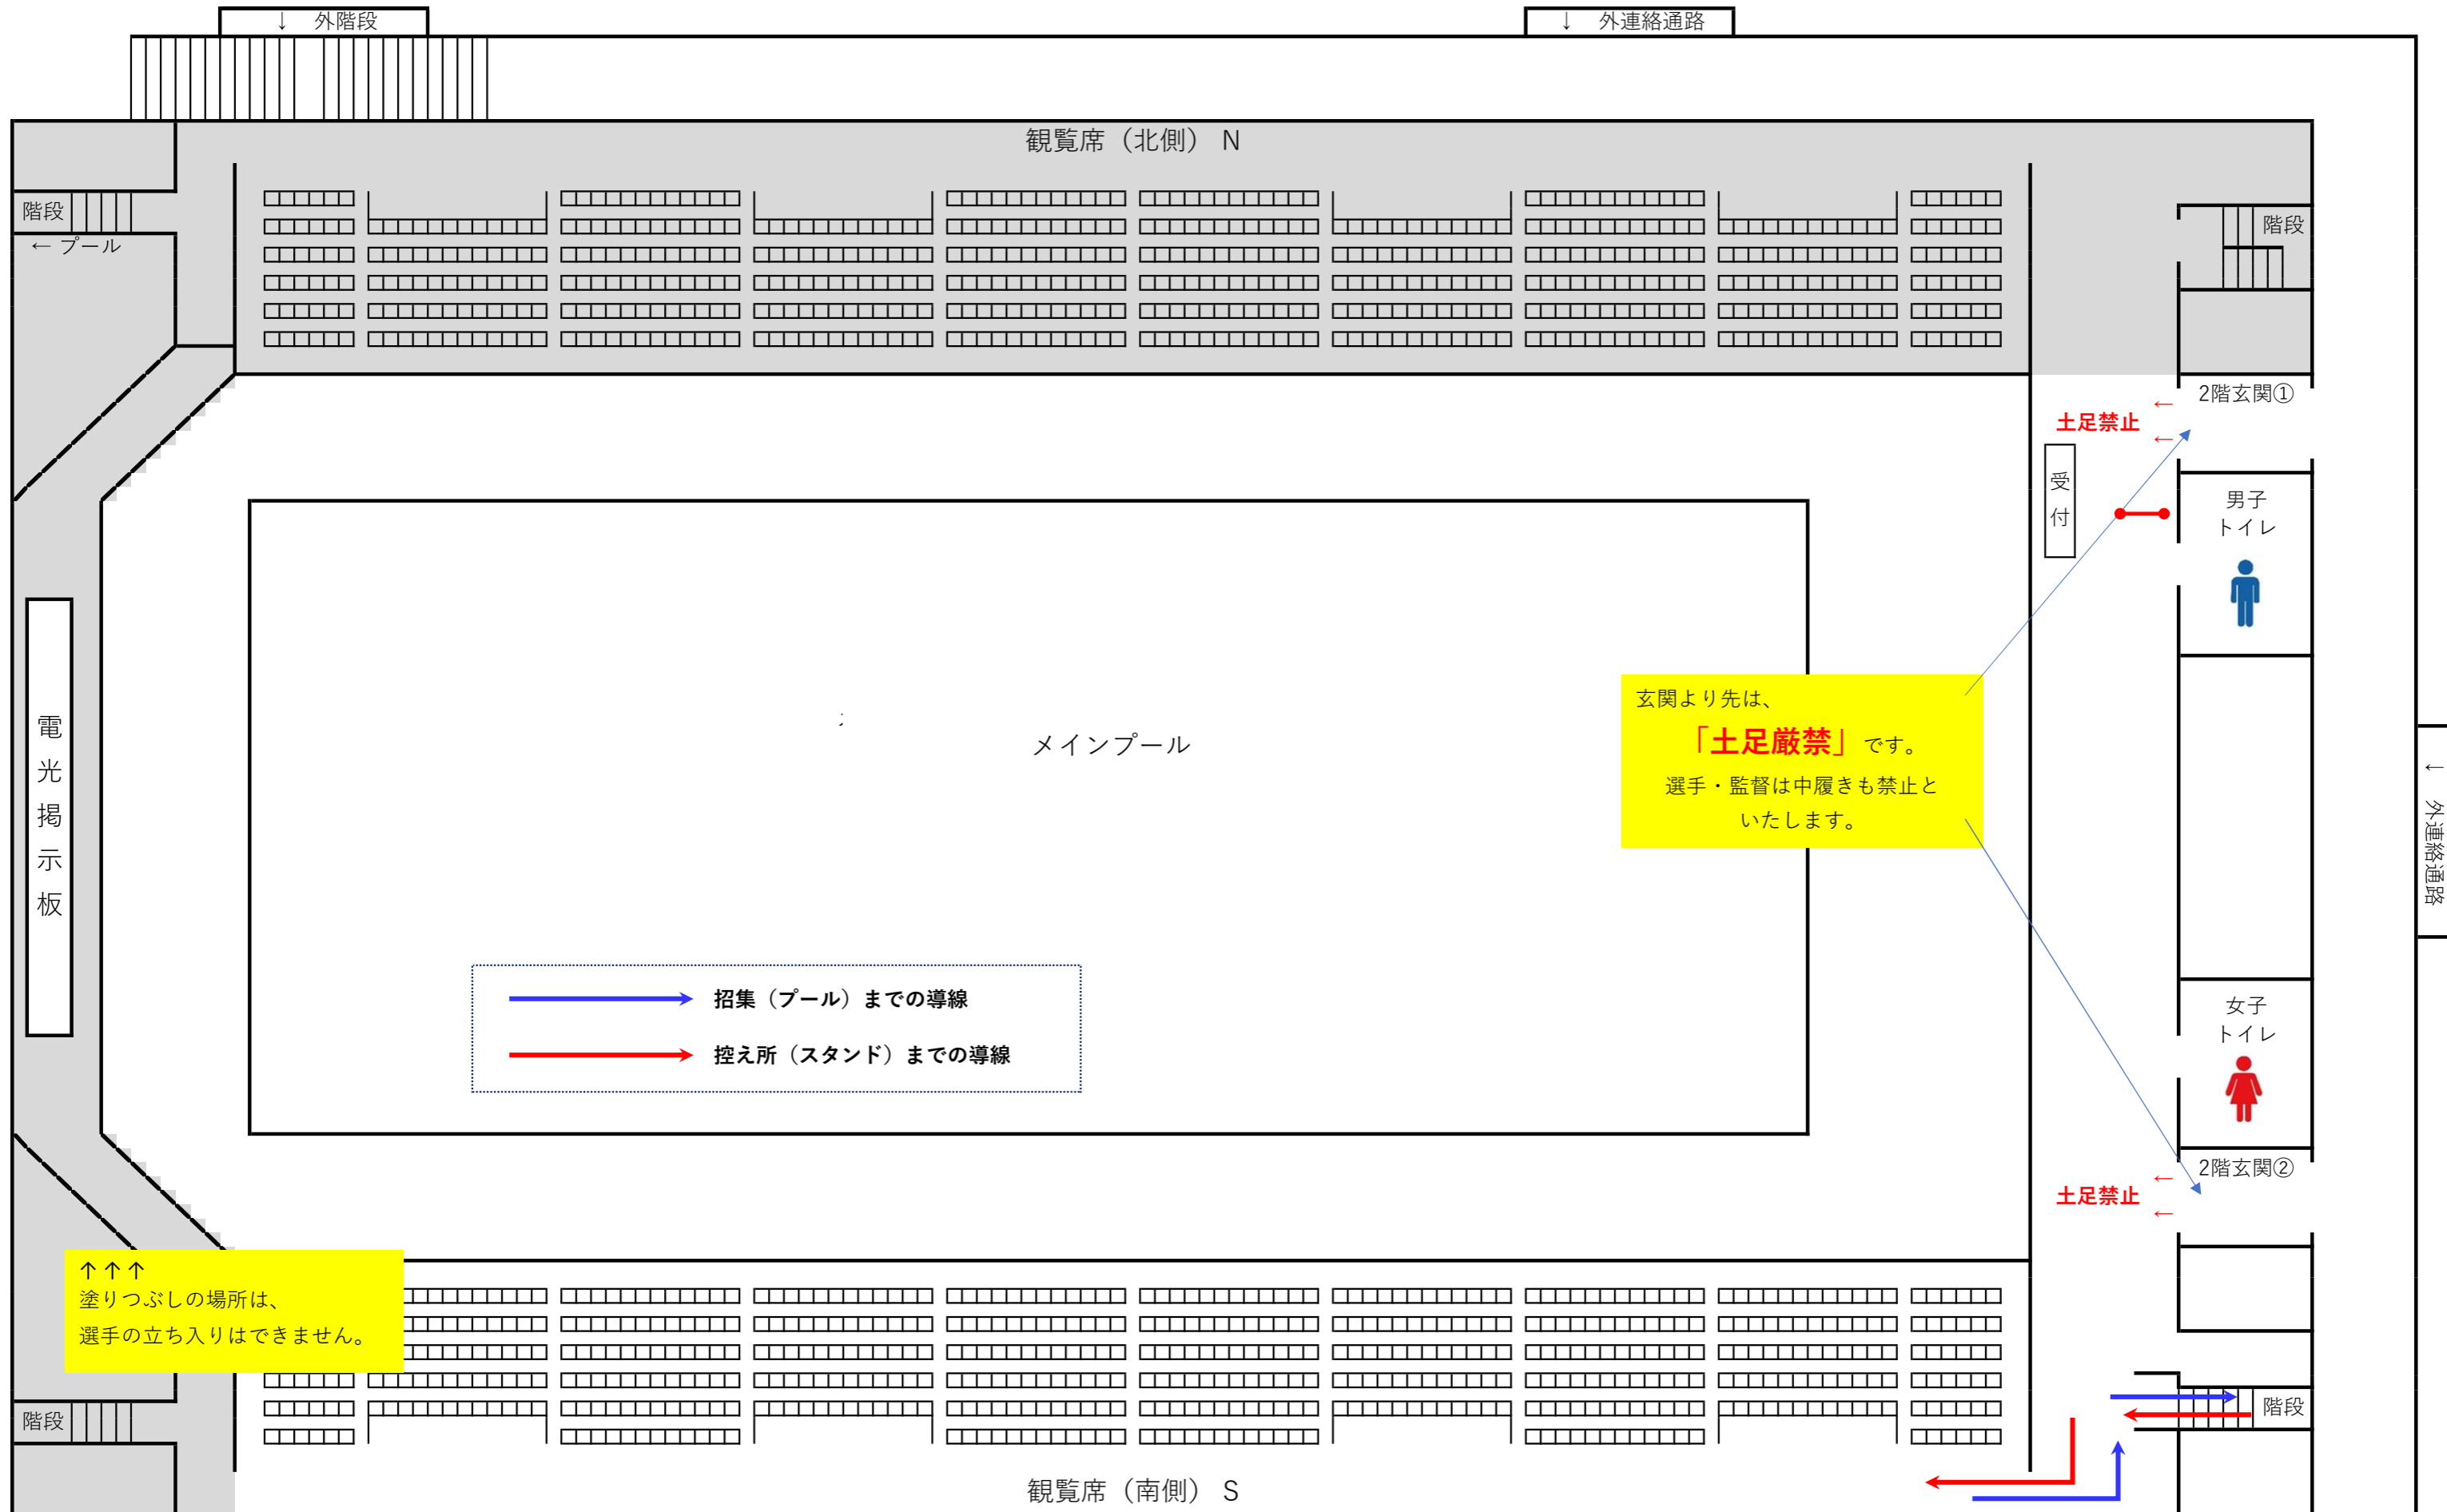 ↓ 外階段
↓ 外連絡通路
観覧席（北側） N
階段
← プール
階段
2階玄関①
←
土足禁止
←
受付
男子
トイレ
玄関より先は、
「土足厳禁」です。
選手・監督は中履きも禁止と
いたします。
メインプール
電光掲示板
← 外連絡通路
招集（プール）までの導線
控え所（スタンド）までの導線
女子
トイレ
2階玄関②
←
土足禁止
←
↑↑↑
塗りつぶしの場所は、
選手の立ち入りはできません。
階段
階段
観覧席（南側） S